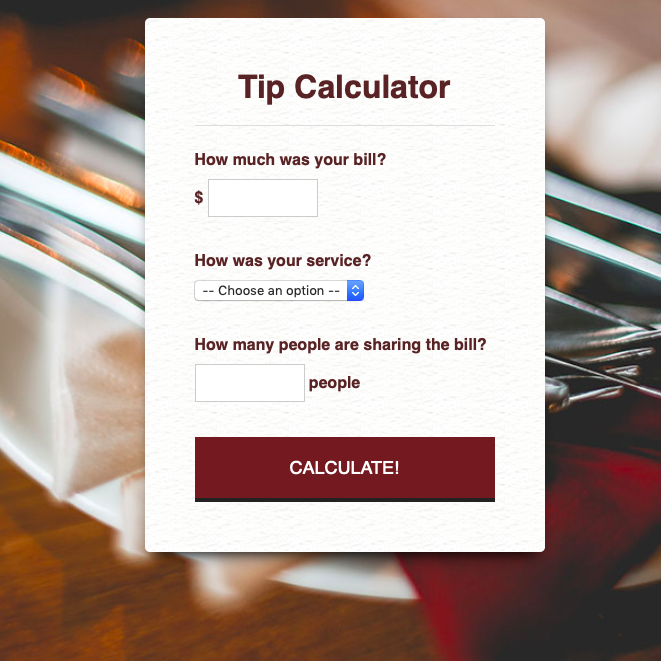 Tip Calculator
How much was your bill?
$
How was your service?
-- Choose an option --
How many people are sharing the bill?
people
CALCULATE!